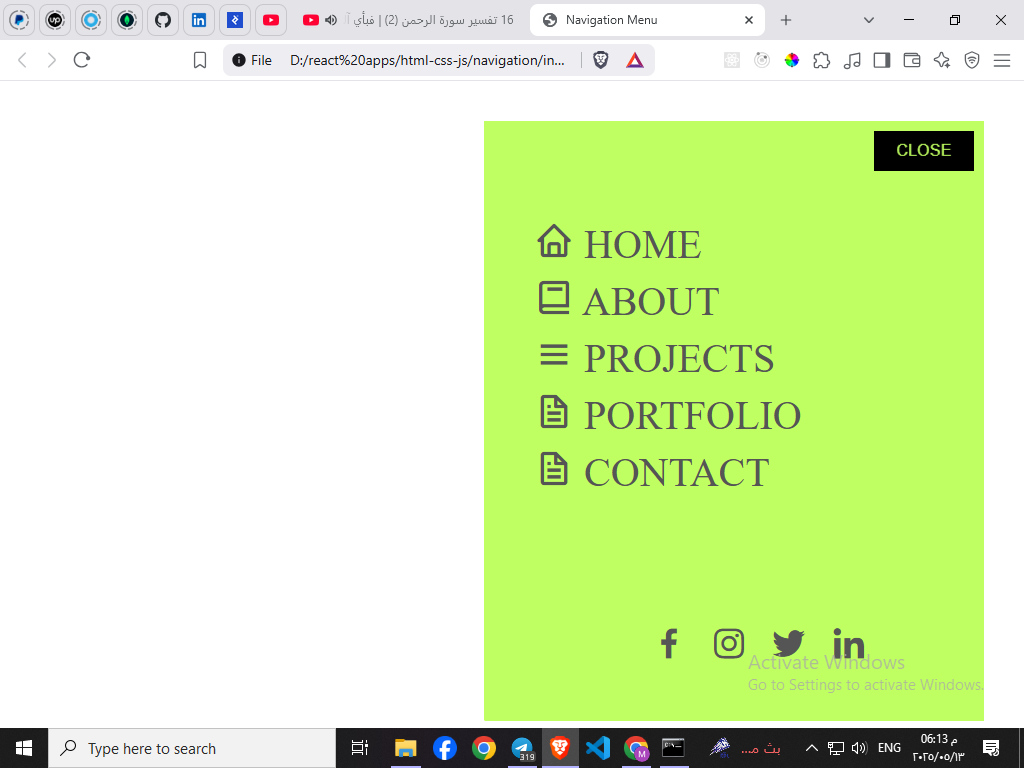 16 تفسير سورة الرحمن (2) | فبأي آ
Navigation Menu
File
D:/react%20apps/html-css-js/navigation/in...
CLOSE
HOME
ABOUT
PROJECTS
PORTFOLIO
CONTACT
Activate Windows
Go to Settings to activate Windows.
Type here to search
319
M
بث مـ...
ENG
06:13 م
٢٠٢٥/٠٥/١٣